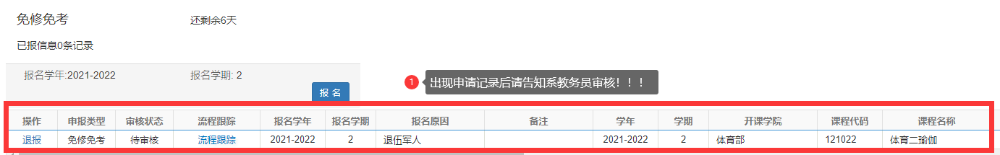 免修免考 还剩余6天
已报信息0条记录
报名学年:2021-2022 报名学期: 2
1 出现申请记录后请告知系教务员审核！！！
报 名
操作 申报类型 审核状态 流程跟踪 报名学年 报名学期 报名原因 备注 学年 学期 开课学院 课程代码 课程名称
退报 免修免考 待审核 流程跟踪 2021-2022 2 退伍军人 2021-2022 2 体育部 121022 体育二瑜伽